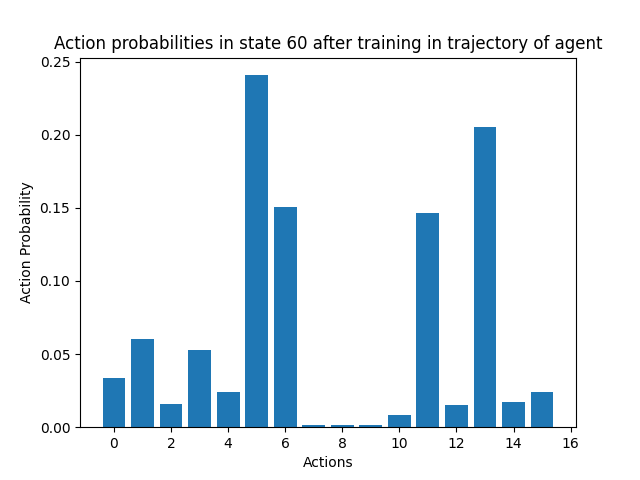 Action probabilities in state 60 after training in trajectory of agent
0.25
0.20
0.15
0.10
0.05
0.00
Action Probability
0 2 4 6 8 10 12 14 16
Actions